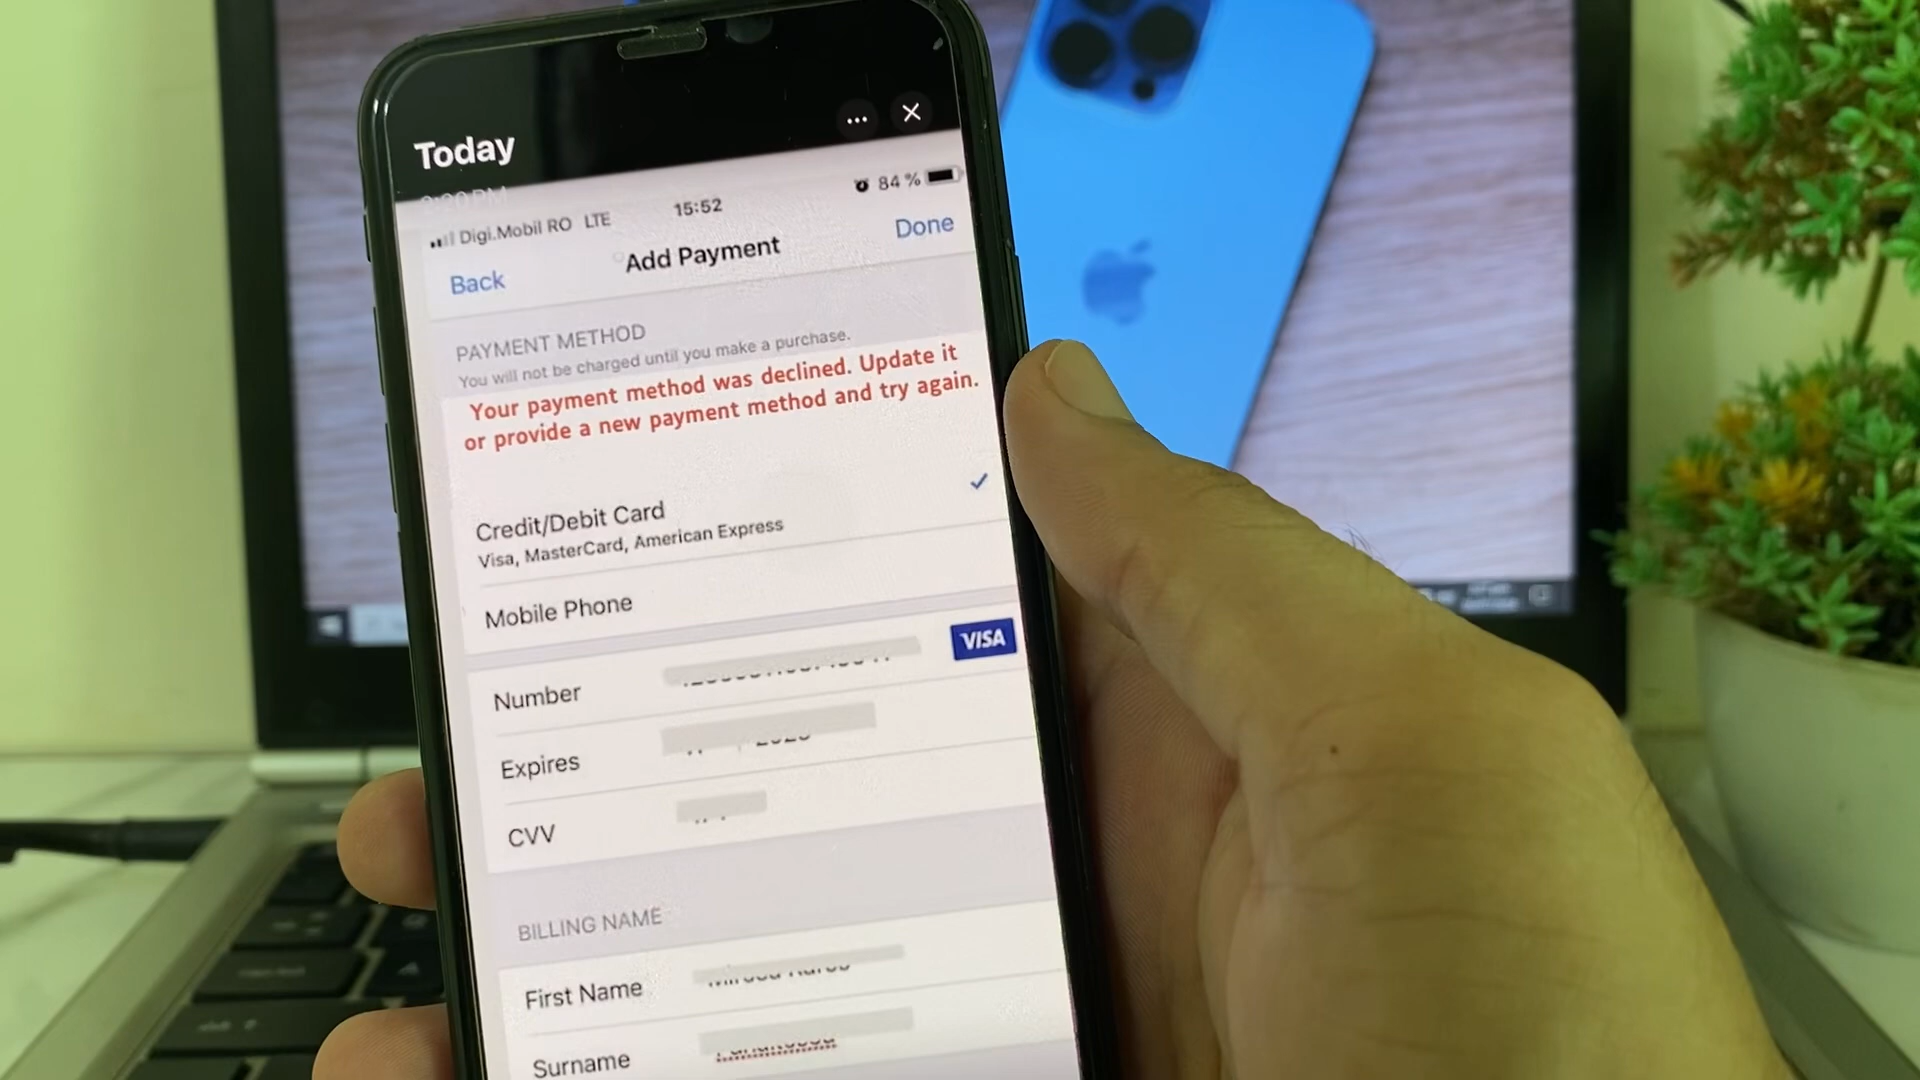 Today
Digi.Mobil RO LTE 15:52 84 %
Back Add Payment Done
PAYMENT METHOD
You will not be charged until you make a purchase.
Your payment method was declined. Update it
or provide a new payment method and try again.
Credit/Debit Card
Visa, MasterCard, American Express
Mobile Phone
Number VISA
Expires
CVV
BILLING NAME
First Name
Surname